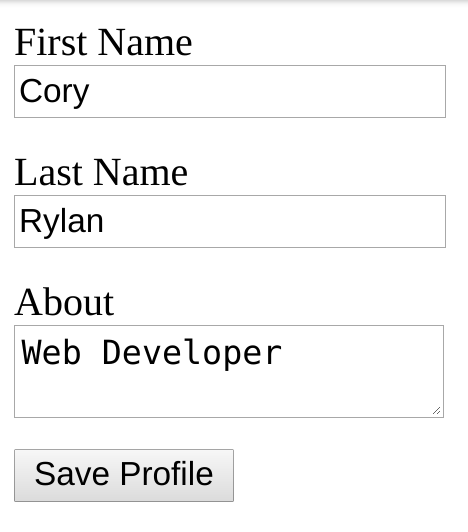 First Name
Cory
Last Name
Rylan
About
Web Developer
Save Profile